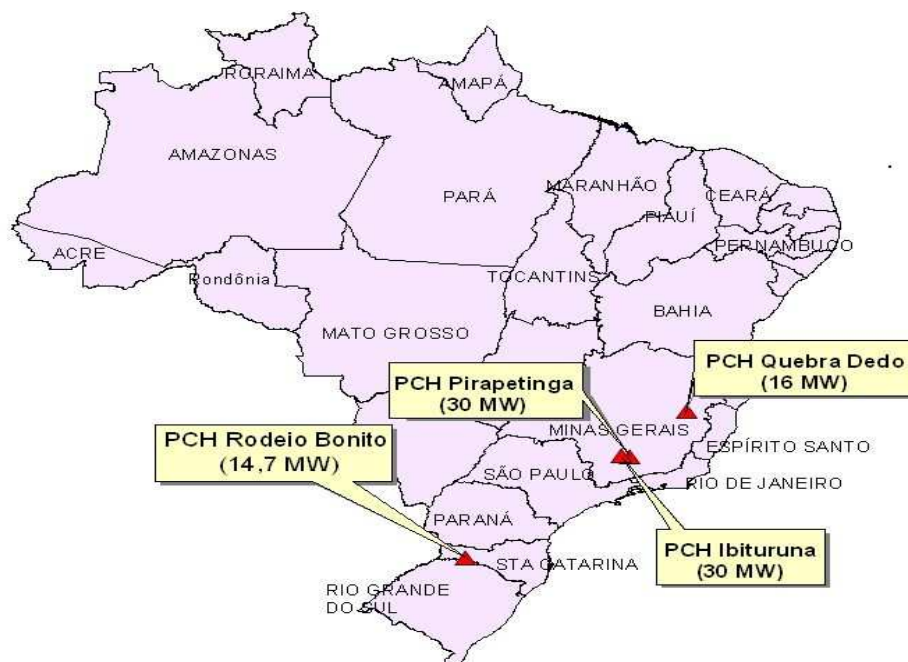 RORAIMA
AMAPÁ
AMAZONAS
PARÁ
MARANHÃO
CEARÁ
PIAUÍ
PERNAMBUCO
ACRE
Rondônia
TOCANTINS
BAHIA
MATO GROSSO
PCH Quebra Dedo
(16 MW)
PCH Pirapetinga
(30 MW)
MINAS GERAIS
PCH Rodeio Bonito
(14,7 MW)
ESPÍRITO SANTO
SÃO PAULO
RIO DE JANEIRO
PARANÁ
PCH Ibituruna
(30 MW)
STA CATARINA
RIO GRANDE
DO SUL